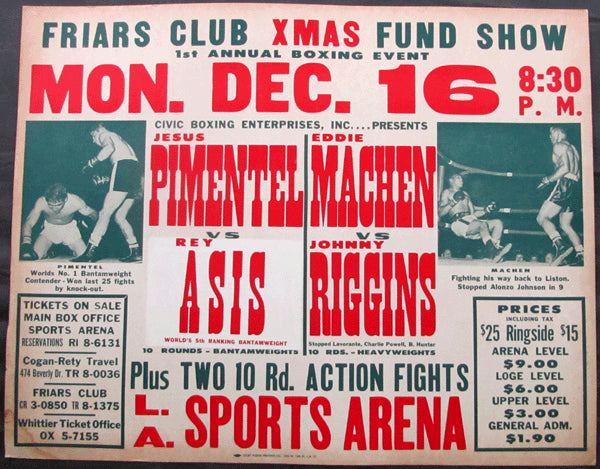 FRIARS CLUB XMAS FUND SHOW
1st ANNUAL BOXING EVENT
MON. DEC. 16 8:30 P. M.
CIVIC BOXING ENTERPRISES, INC....PRESENTS
JESUS
PIMENTEL
VS
REY
ASIS
WORLD'S 5th RANKING BANTAMWEIGHT
10 ROUNDS - BANTAMWEIGHTS
EDDIE
MACHEN
VS
JOHNNY
RIGGINS
Stopped Lavorante, Charlie Powell, B. Hunter
10 RDS. - HEAVYWEIGHTS
PIMENTEL
Worlds No. 1 Bantamweight
Contender - Won last 25 fights
by knock-out.
MACHEN
Fighting his way back to Liston.
Stopped Alonzo Johnson in 9
TICKETS ON SALE
MAIN BOX OFFICE
SPORTS ARENA
RESERVATIONS RI 8-6131
Cogan-Rety Travel
474 Beverly Dr. TR 8-0036
FRIARS CLUB
CR 3-0850 TR 8-1375
Whittier Ticket Office
OX 5-7155
Plus TWO 10 Rd. ACTION FIGHTS
L. A. SPORTS ARENA
PRICES
INCLUDING TAX
$25 Ringside $15
ARENA LEVEL
$9.00
LOGE LEVEL
$6.00
UPPER LEVEL
$3.00
GENERAL ADM.
$1.90